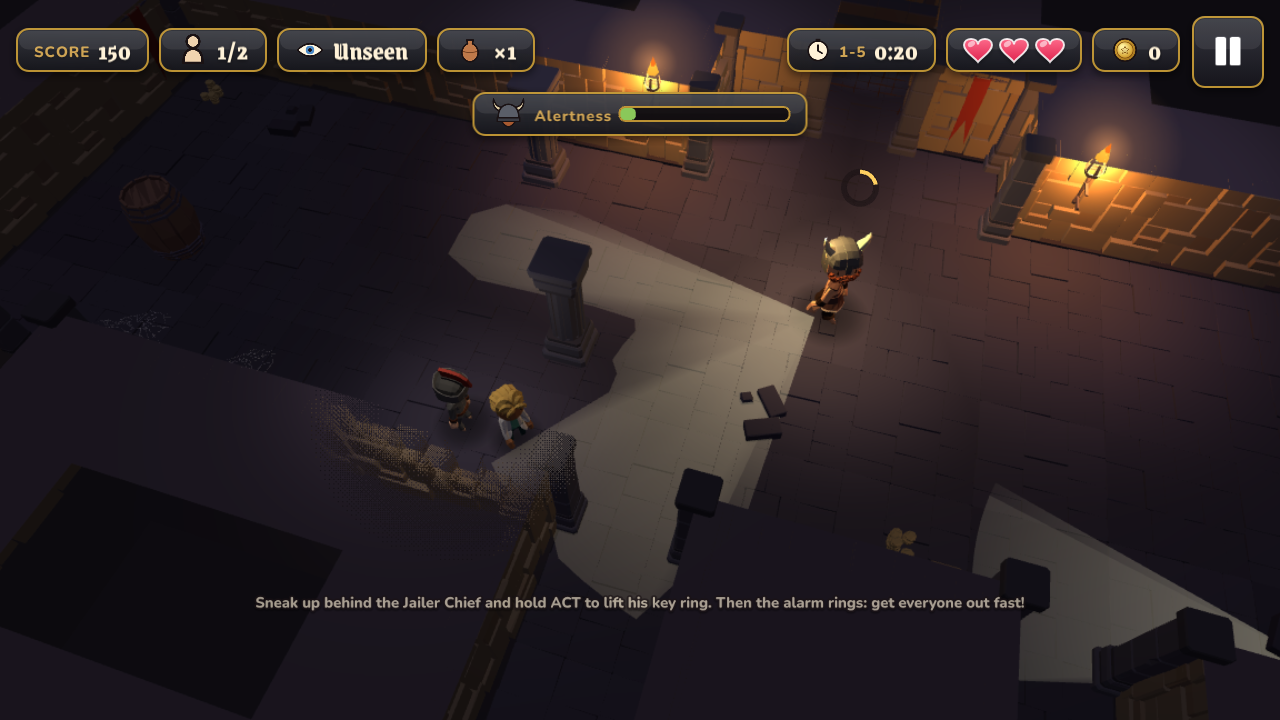 SCORE 150
1/2
Unseen
×1
1-5 0:20
0
Alertness
Sneak up behind the Jailer Chief and hold ACT to lift his key ring. Then the alarm rings: get everyone out fast!